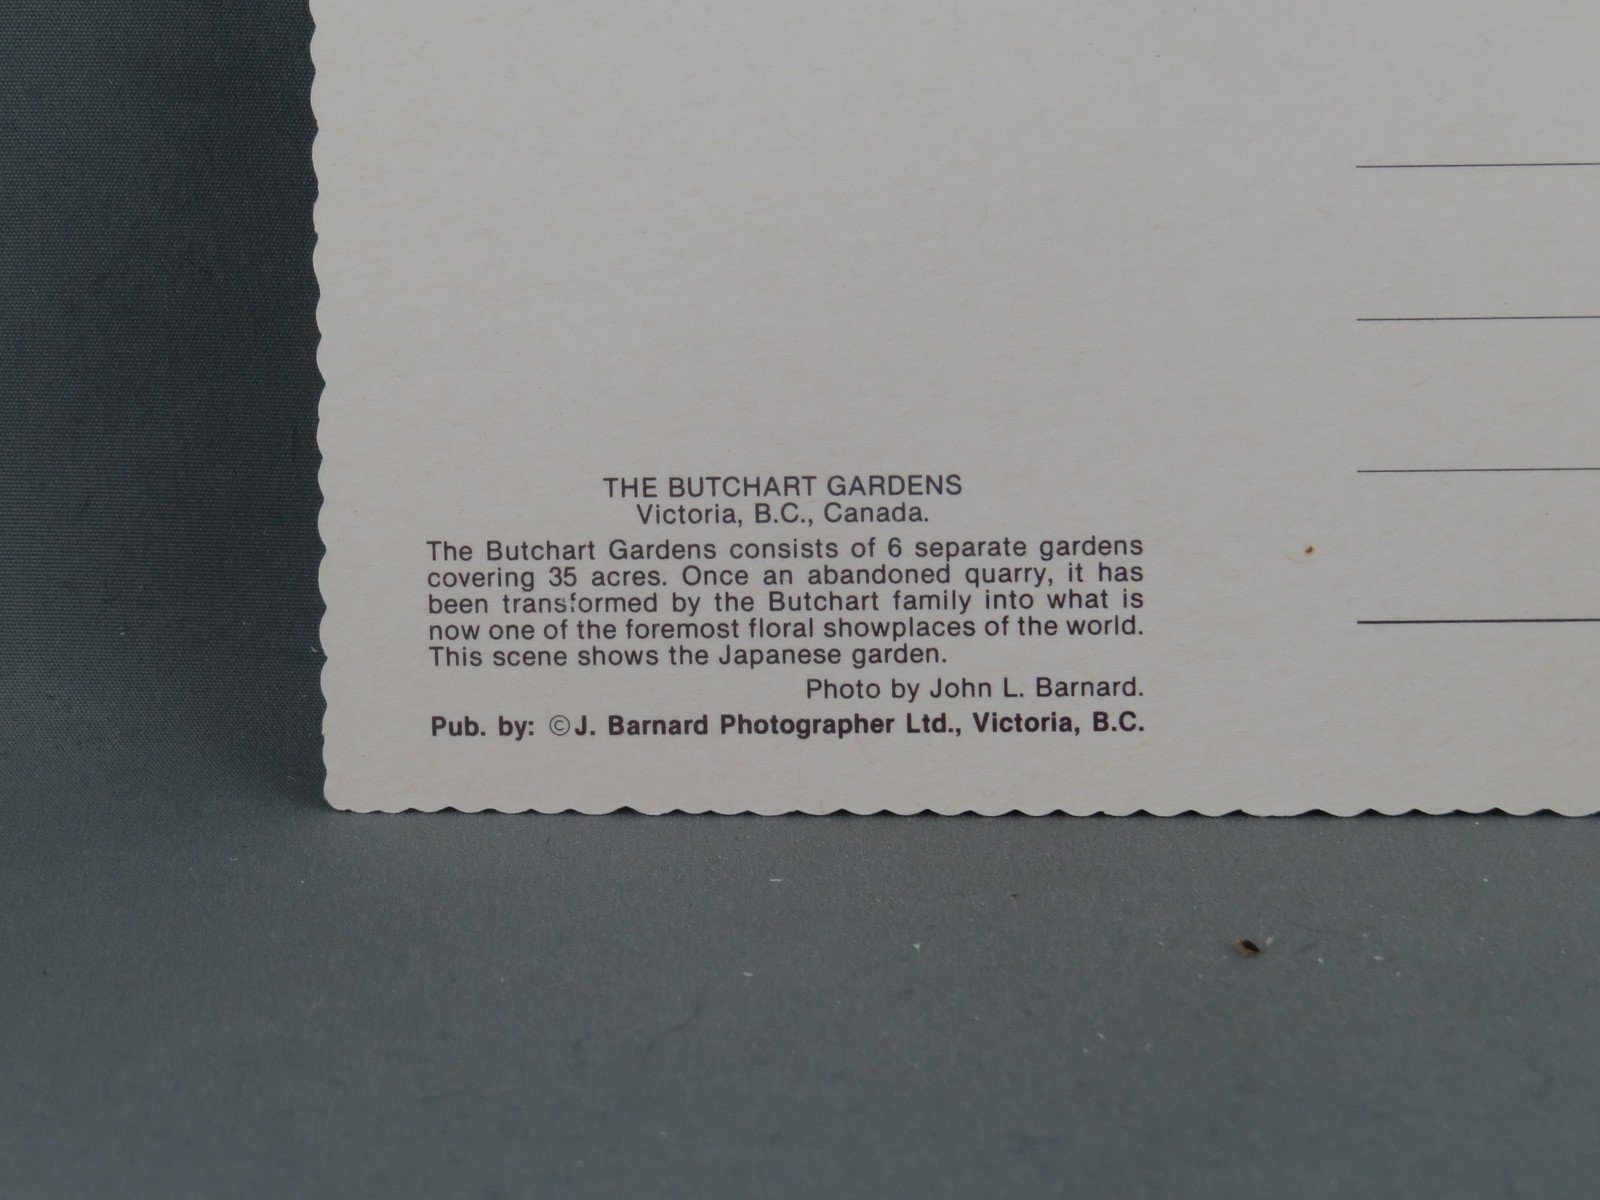 THE BUTCHART GARDENS
Victoria, B.C., Canada.
The Butchart Gardens consists of 6 separate gardens
covering 35 acres. Once an abandoned quarry, it has
been transformed by the Butchart family into what is
now one of the foremost floral showplaces of the world.
This scene shows the Japanese garden.
Photo by John L. Barnard.
Pub. by: ©J. Barnard Photographer Ltd., Victoria, B.C.